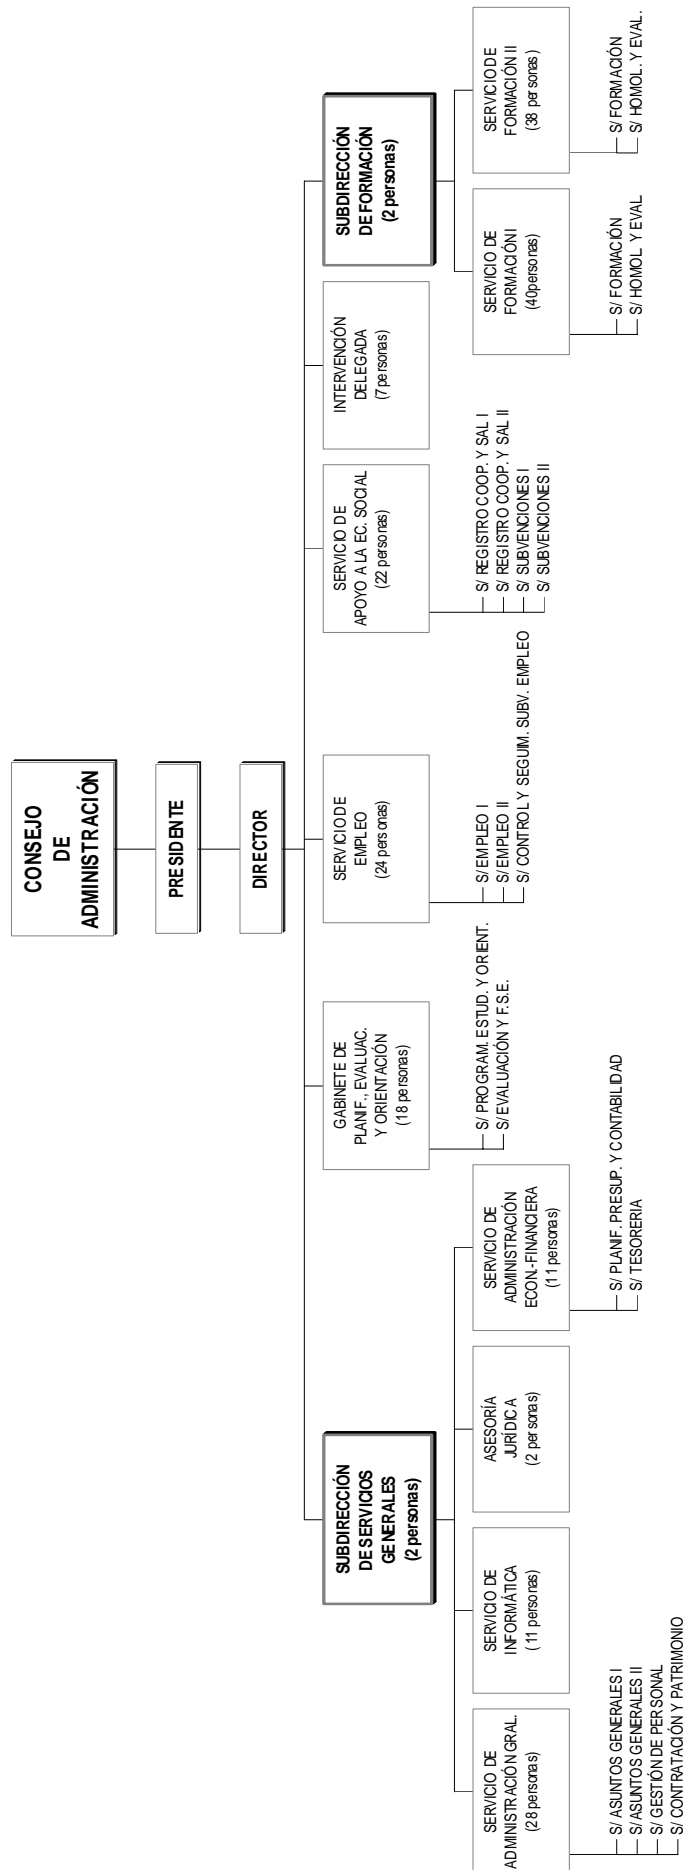 CONSEJO
DE
ADMINISTRACIÓN
PRESIDENTE
DIRECTOR
SUBDIRECCIÓN
DE SERVICIOS
GENERALES
(2 personas)
GABINETE DE
PLANIF., EVALUAC.
Y ORIENTACIÓN
(18 personas)
SERVICIO DE
EMPLEO
(24 personas)
SERVICIO DE
APOYO A LA EC. SOCIAL
(22 personas)
INTERVENCIÓN
DELEGADA
(7 personas)
SUBDIRECCIÓN
DE FORMACIÓN
(2 personas)
SERVICIO DE
ADMINISTRACIÓN GRAL.
(28 personas)
SERVICIO DE
INFORMÁTICA
(11 personas)
ASESORÍA
JURÍDICA
(2 personas)
SERVICIO DE
ADMINISTRACIÓN
ECON.-FINANCIERA
(11 personas)
S/ PROGRAM. ESTUD. Y ORIENT.
S/ EVALUACIÓN Y F.S.E.
S/ EMPLEO I
S/ EMPLEO II
S/ CONTROL Y SEGUIM. SUBV. EMPLEO
S/ REGISTRO COOP. Y SAL I
S/ REGISTRO COOP. Y SAL II
S/ SUBVENCIONES I
S/ SUBVENCIONES II
SERVICIO DE
FORMACIÓN I
(40 personas)
SERVICIO DE
FORMACIÓN II
(38 personas)
S/ ASUNTOS GENERALES I
S/ ASUNTOS GENERALES II
S/ GESTIÓN DE PERSONAL
S/ CONTRATACIÓN Y PATRIMONIO
S/ PLANIF. PRESUP. Y CONTABILIDAD
S/ TESORERIA
S/ FORMACIÓN
S/ HOMOL. Y EVAL.
S/ FORMACIÓN
S/ HOMOL. Y EVAL.